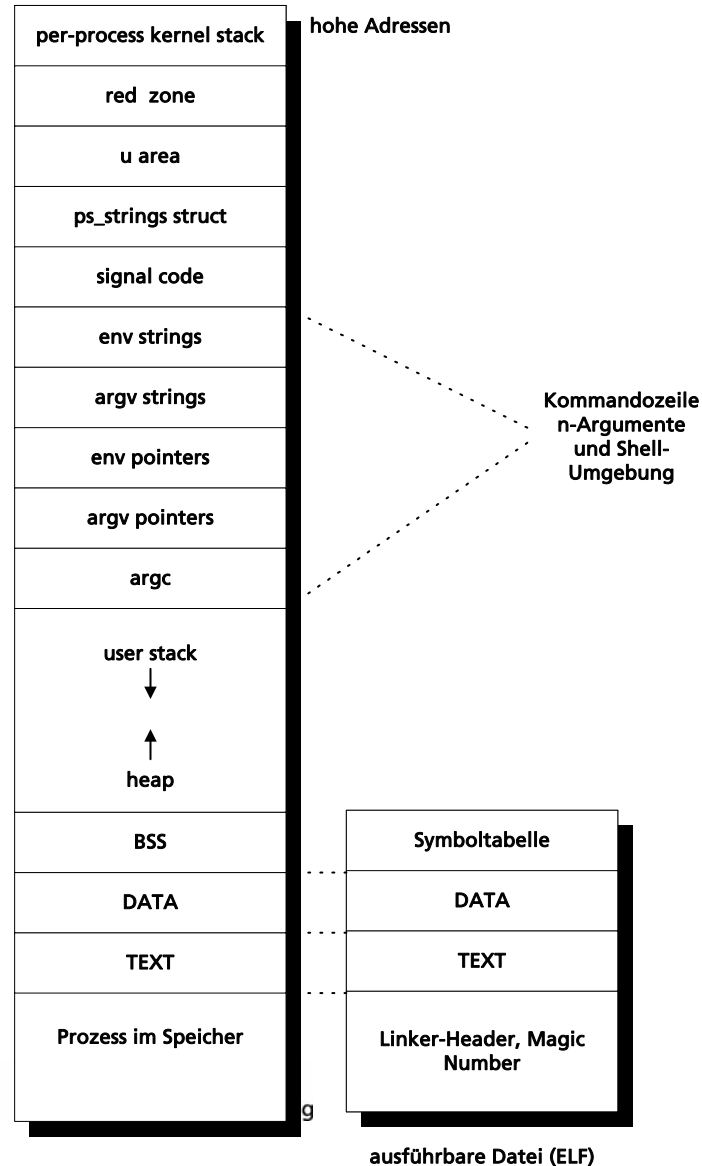 per-process kernel stack
hohe Adressen
red zone
u area
ps_strings struct
signal code
env strings
argv strings
env pointers
argv pointers
argc
Kommandozeile
n-Argumente
und Shell-
Umgebung
user stack
heap
BSS
DATA
TEXT
Prozess im Speicher
Symboltabelle
DATA
TEXT
Linker-Header, Magic
Number
g
ausführbare Datei (ELF)